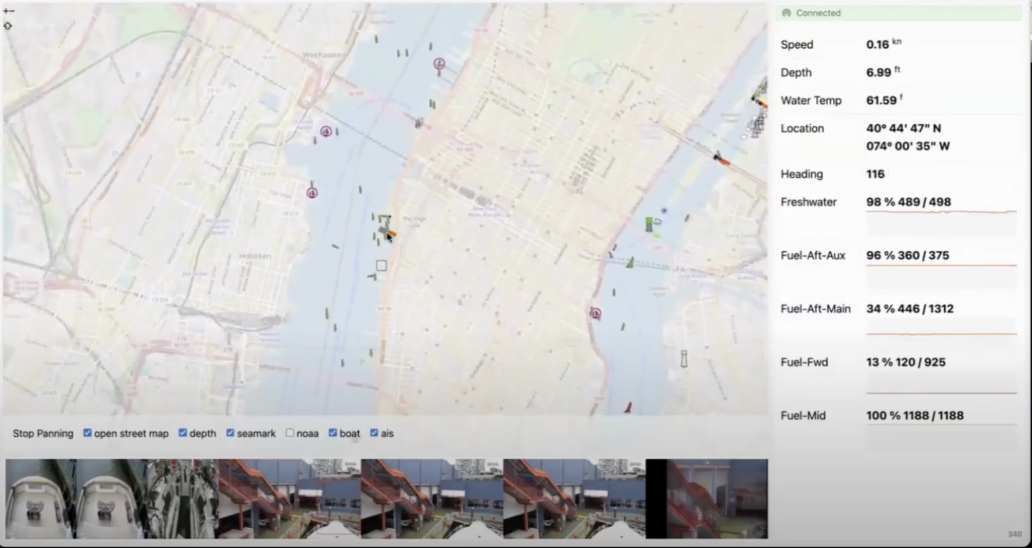 Weehawken
Hoboken
The High
Line
Stop Panning open street map depth seamark noaa boat ais
Connected
Speed 0.16 kn
Depth 6.99 ft
Water Temp 61.59 f
Location 40° 44' 47" N
074° 00' 35" W
Heading 116
Freshwater 98 % 489 / 498
Fuel-Aft-Aux 96 % 360 / 375
Fuel-Aft-Main 34 % 446 / 1312
Fuel-Fwd 13 % 120 / 925
Fuel-Mid 100 % 1188 / 1188
340